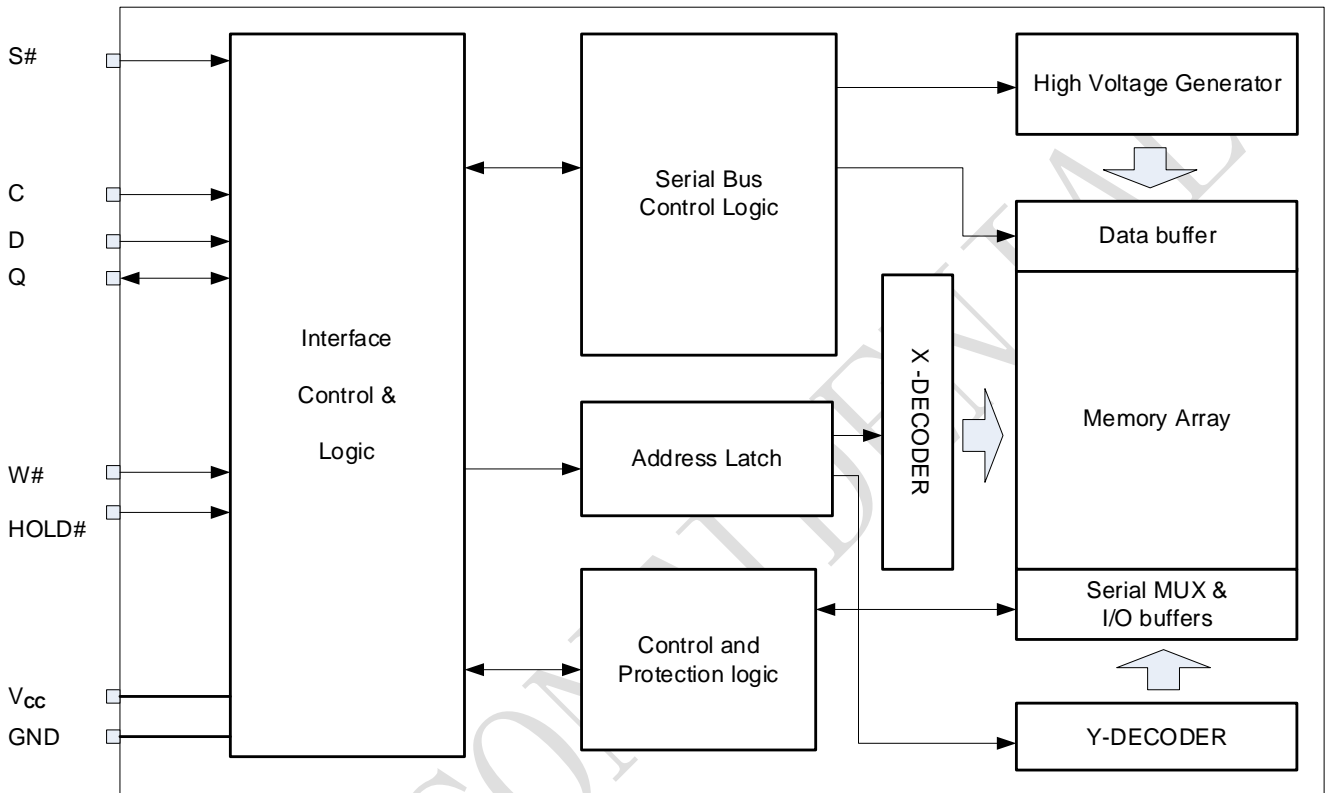 S#
C
D
Q
W#
HOLD#
Vcc
GND
Interface
Control &
Logic
Serial Bus
Control Logic
Address Latch
Control and
Protection logic
X -DECODER
High Voltage Generator
Data buffer
Memory Array
Serial MUX &
I/O buffers
Y-DECODER